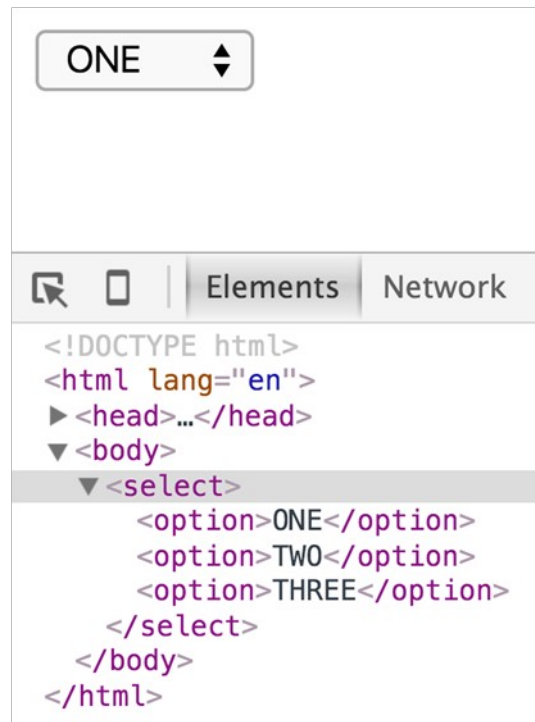 ONE
Elements Network
<!DOCTYPE html>
<html lang="en">
<head>…</head>
<body>
<select>
<option>ONE</option>
<option>TWO</option>
<option>THREE</option>
</select>
</body>
</html>